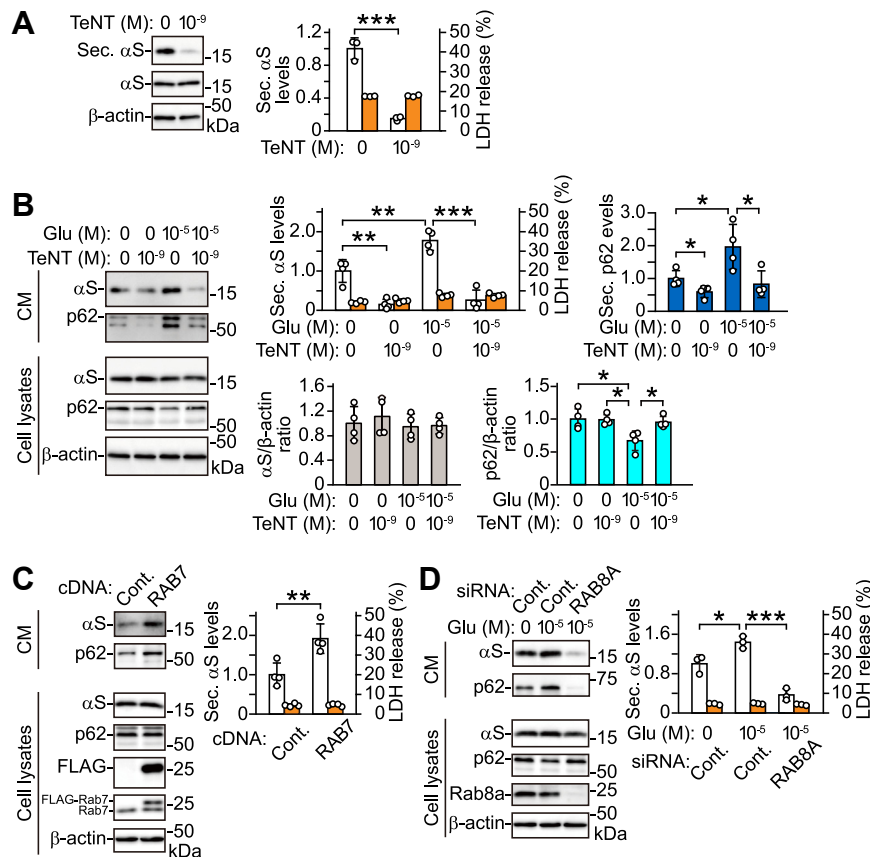 A
TeNT (M): 0 10⁻⁹
Sec. αS
-15
αS
-15
-50
β-actin
kDa
***
Sec. αS levels
1.2
0.8
0.4
0
50
40
30
20
10
0
LDH release (%)
TeNT (M): 0 10⁻⁹
B
Glu (M): 0 0 10⁻⁵ 10⁻⁵
TeNT (M): 0 10⁻⁹ 0 10⁻⁹
CM
αS
-15
p62
-50
Cell lysates
αS
-15
p62
-50
-50
β-actin
kDa
** *** **
Sec. αS levels
2.5
2.0
1.5
1.0
0.5
0
50
40
30
20
10
0
LDH release (%)
Glu (M): 0 0 10⁻⁵ 10⁻⁵
TeNT (M): 0 10⁻⁹ 0 10⁻⁹
* * *
Sec. p62 evels
3.0
2.0
1.0
0
Glu (M): 0 0 10⁻⁵ 10⁻⁵
TeNT (M): 0 10⁻⁹ 0 10⁻⁹
αS/β-actin ratio
1.6
1.2
0.8
0.4
0
Glu (M): 0 0 10⁻⁵ 10⁻⁵
TeNT (M): 0 10⁻⁹ 0 10⁻⁹
* * *
p62/β-actin ratio
1.5
1.0
0.5
0
Glu (M): 0 0 10⁻⁵ 10⁻⁵
TeNT (M): 0 10⁻⁹ 0 10⁻⁹
C
cDNA: Cont. RAB7
CM
αS
-15
p62
-50
Cell lysates
αS
-15
p62
-50
FLAG
-25
FLAG-Rab7
-25
Rab7
-50
β-actin
kDa
**
Sec. αS levels
2.0
1.0
0
50
40
30
20
10
0
LDH release (%)
cDNA: Cont. RAB7
D
siRNA: Cont. Cont. RAB8A
Glu (M): 0 10⁻⁵ 10⁻⁵
CM
αS
-15
-75
p62
Cell lysates
αS
-15
p62
-50
Rab8a
-25
-50
β-actin
kDa
* ***
Sec. αS levels
1.6
0.8
0
50
40
30
20
10
0
LDH release (%)
Glu (M): 0 10⁻⁵ 10⁻⁵
siRNA: Cont. Cont. RAB8A